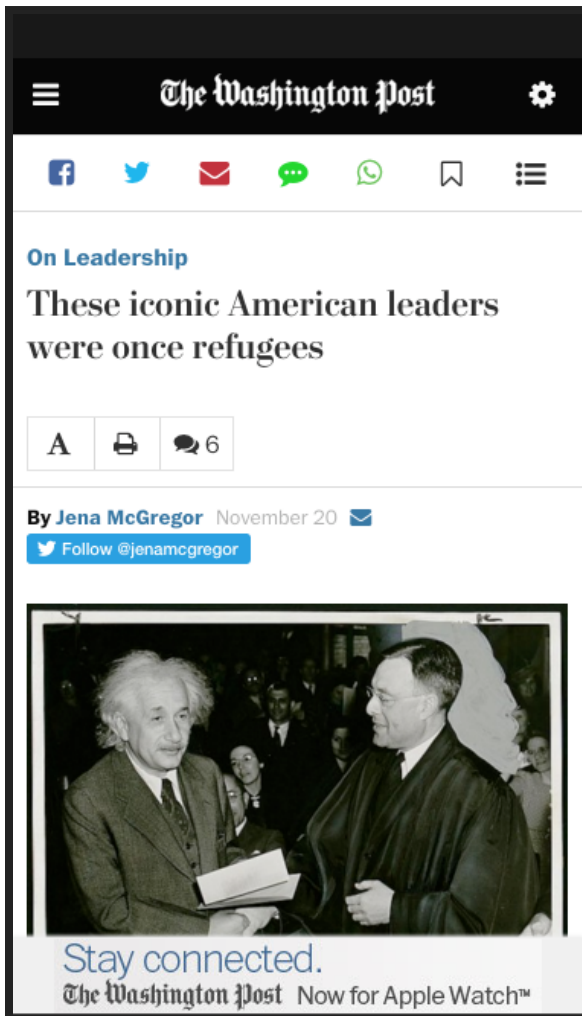 The Washington Post
On Leadership
These iconic American leaders
were once refugees
A
6
By Jena McGregor November 20
Follow @jenamcgregor
Stay connected.
The Washington Post Now for Apple Watch™